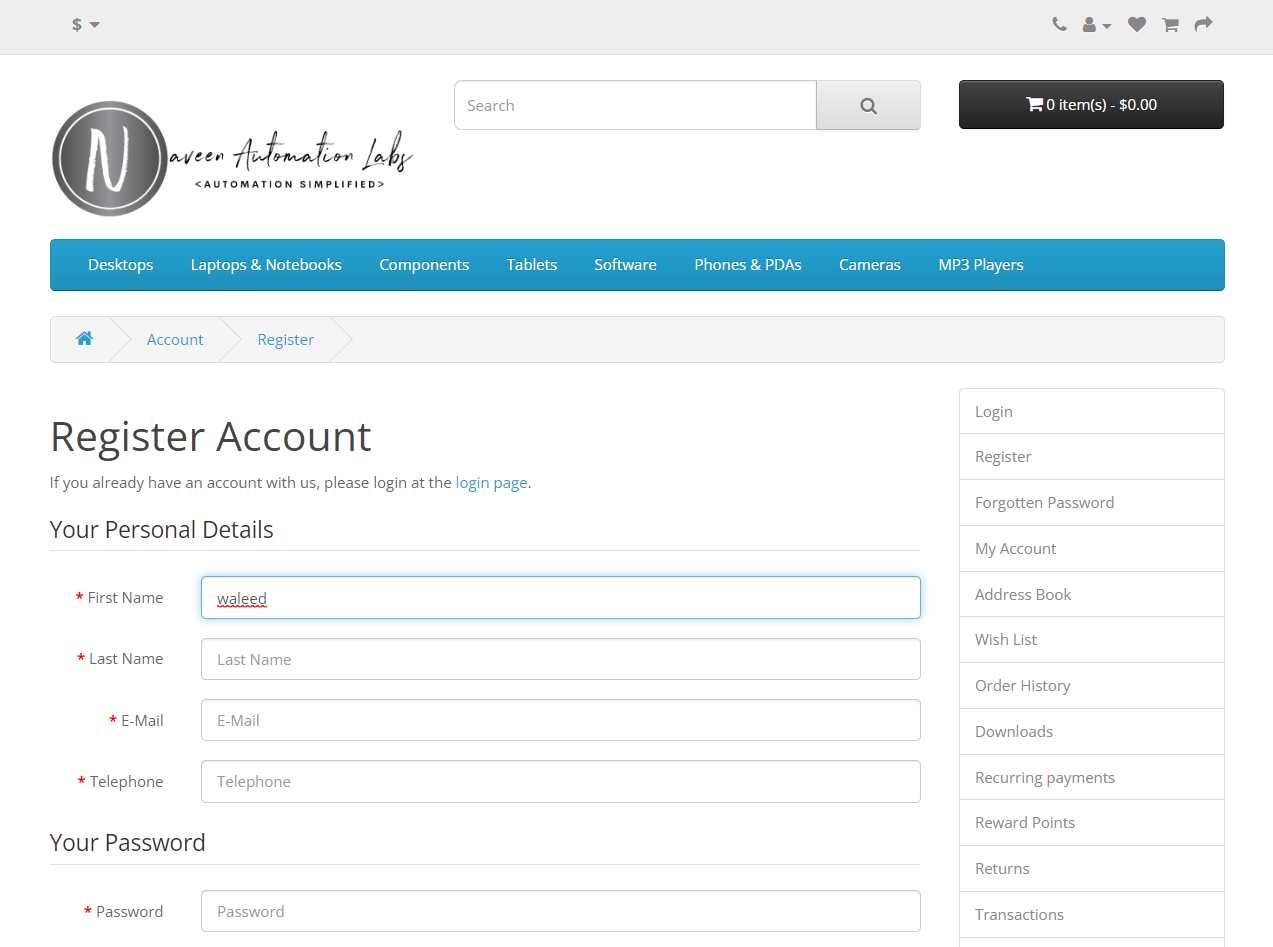 $
Search
0 item(s) - $0.00
N
aveen Automation Labs
<AUTOMATION SIMPLIFIED>
Desktops Laptops & Notebooks Components Tablets Software Phones & PDAs Cameras MP3 Players
Account Register
Register Account
If you already have an account with us, please login at the login page.
Your Personal Details
* First Name waleed
* Last Name Last Name
* E-Mail E-Mail
* Telephone Telephone
Your Password
* Password Password
Login
Register
Forgotten Password
My Account
Address Book
Wish List
Order History
Downloads
Recurring payments
Reward Points
Returns
Transactions